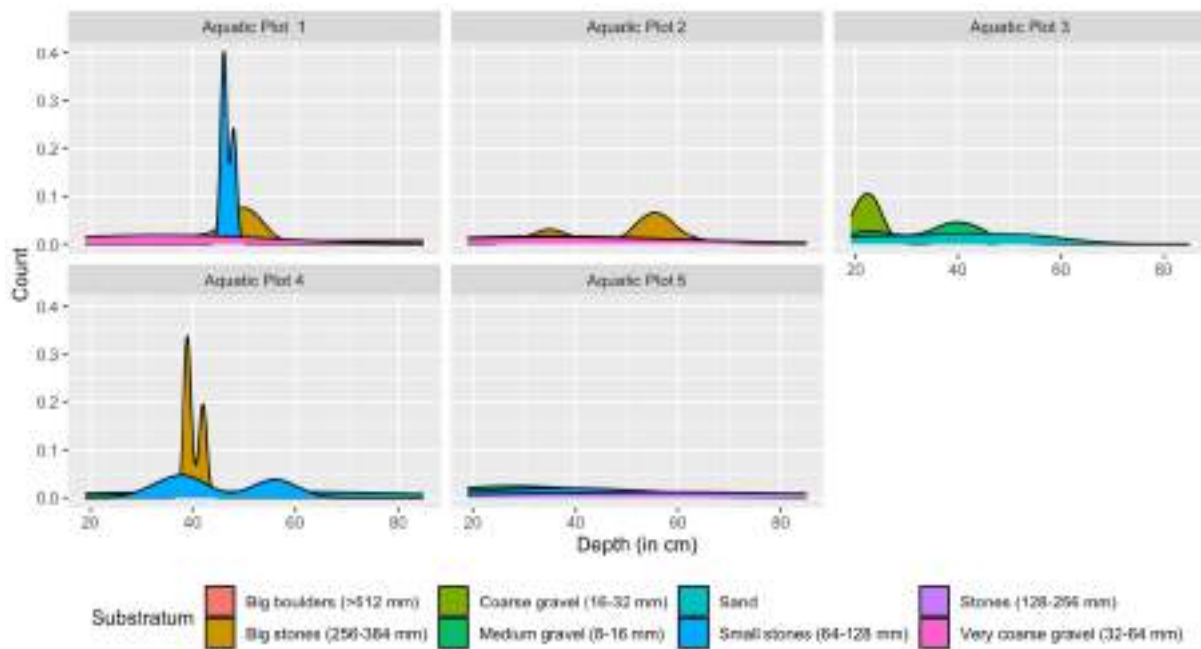 Aquatic Plot 1
Aquatic Plot 2
Aquatic Plot 3
0.4
0.3
0.2
0.1
0.0
20 40 60 80
Aquatic Plot 4
Aquatic Plot 5
0.4
0.3
0.2
0.1
0.0
20 40 60 80
20 40 60 80
Count
Depth (in cm)
Substratum
Big boulders (>512 mm)
Coarse gravel (16-32 mm)
Sand
Stones (128-256 mm)
Big stones (256-384 mm)
Medium gravel (8-16 mm)
Small stones (64-128 mm)
Very coarse gravel (32-64 mm)